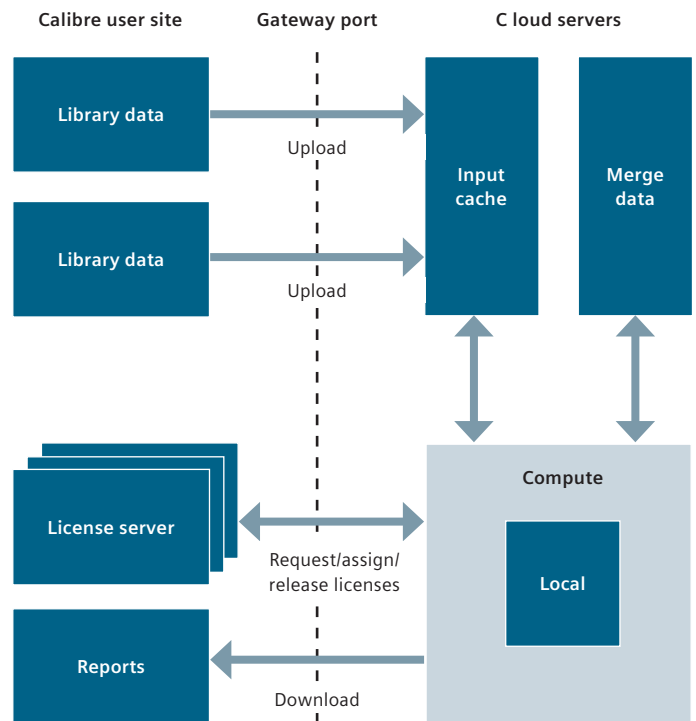 Calibre user site
Gateway port
C loud servers
Library data
Upload
Input
cache
Merge
data
Library data
Upload
Compute
License server
Request/assign/
release licenses
Local
Reports
Download